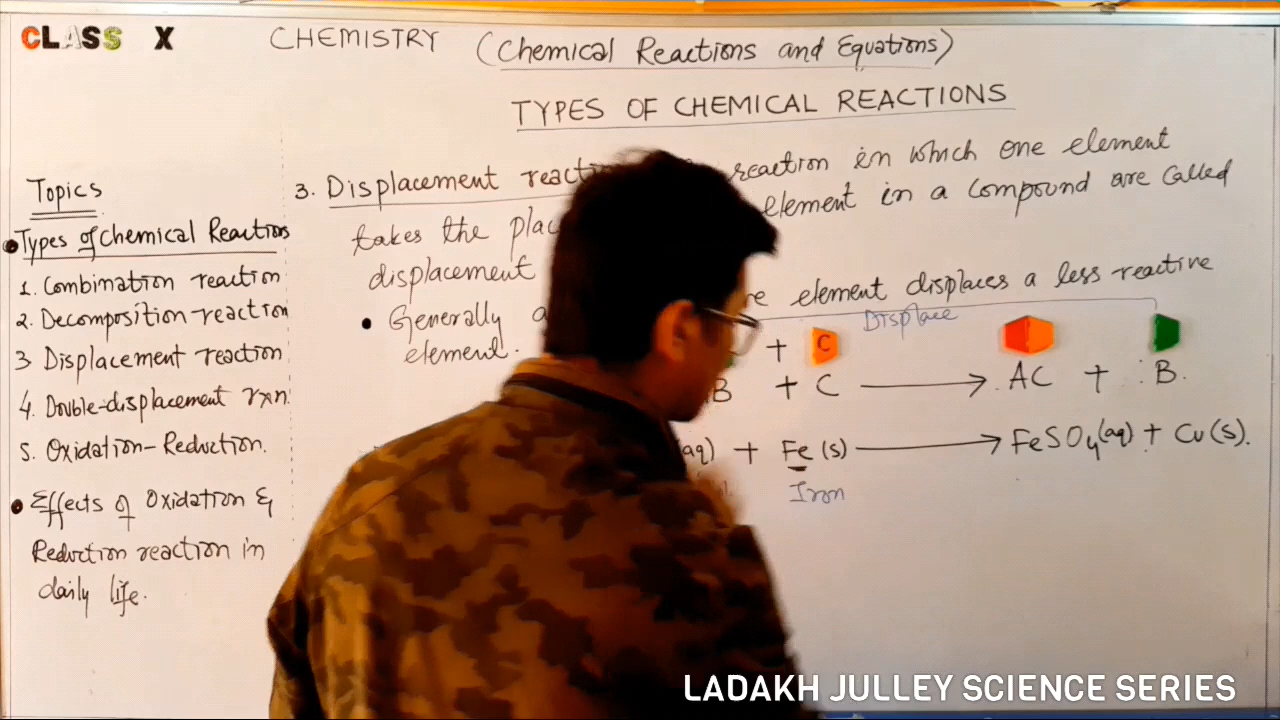 CLASS X CHEMISTRY (Chemical Reactions and Equations)
TYPES OF CHEMICAL REACTIONS
Topics
Types of Chemical Reactions
1. Combination reaction
2. Decomposition-reaction
3 Displacement reaction
4. Double-displacement rxn
5. Oxidation-Reduction.
Effects of Oxidation &
Reduction reaction in
daily life.
3. Displacement reaction in which one element
takes the element in a compound are called
displacement
Generally element displaces a less reactive
element.
Displace
+ C
B + C → AC + B.
(aq) + Fe (s) → FeSO4 (aq) + Cu(s).
Iron
LADAKH JULLEY SCIENCE SERIES